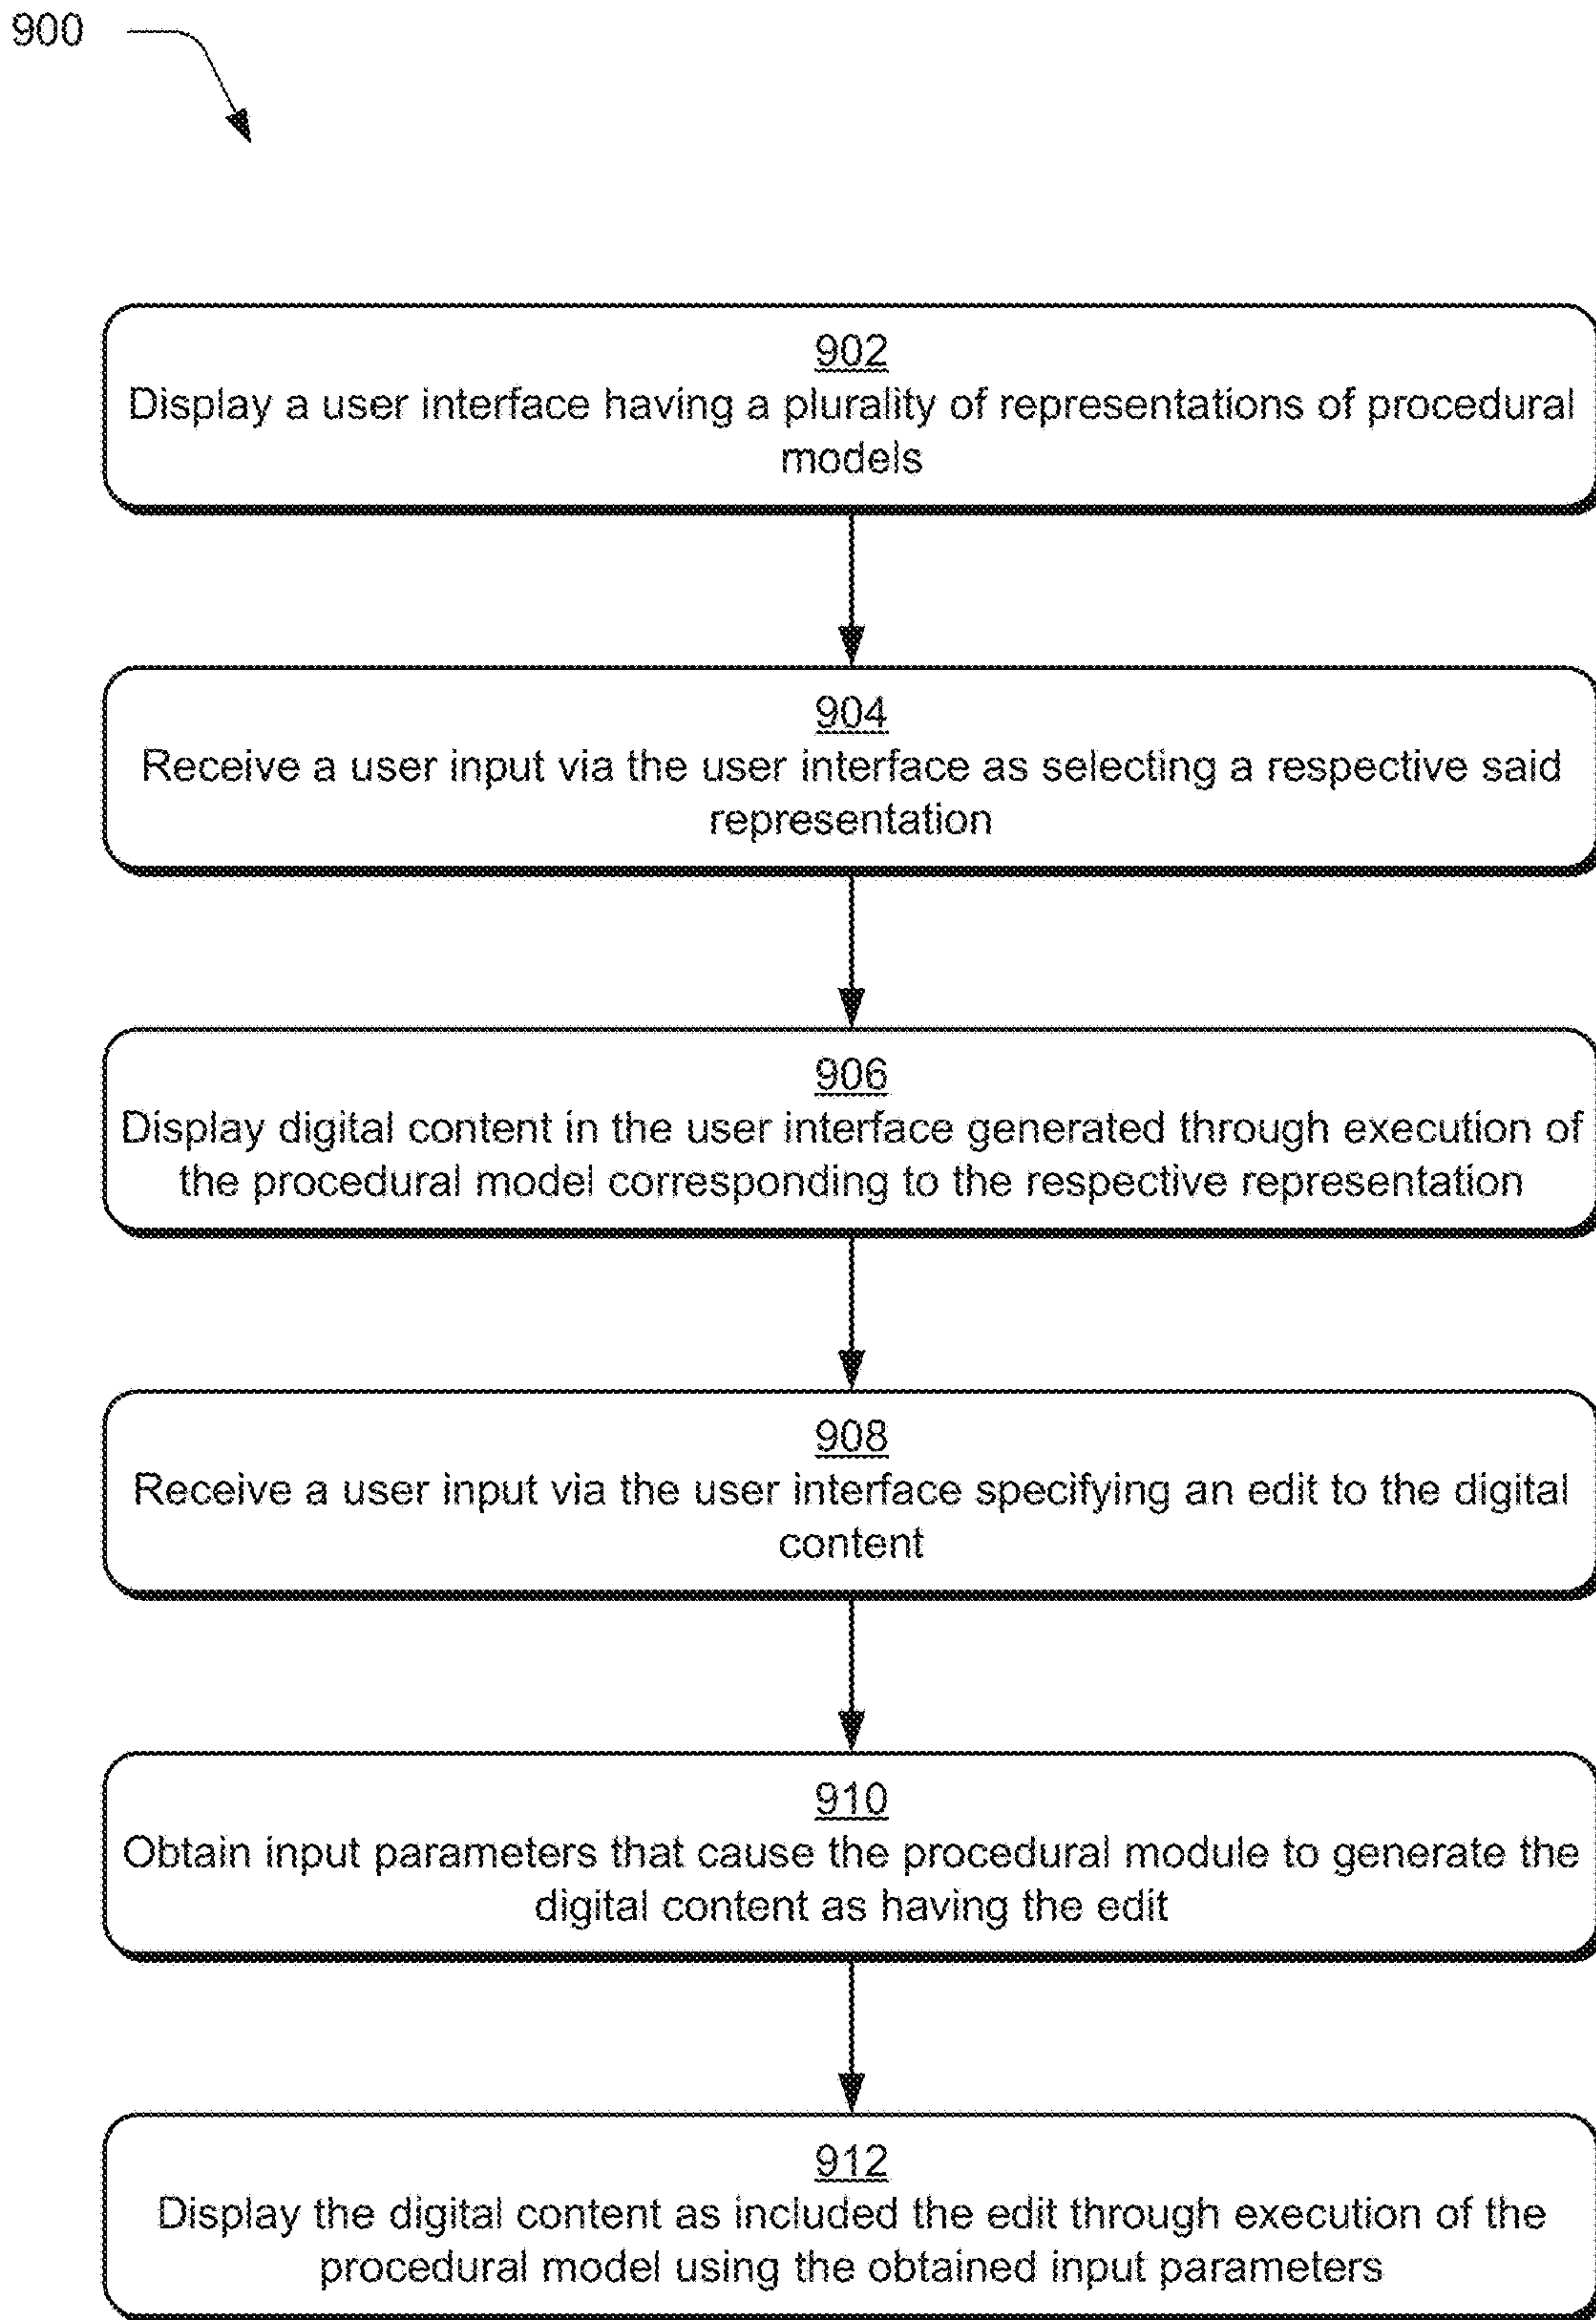 900
902
Display a user interface having a plurality of representations of procedural
models
904
Receive a user input via the user interface as selecting a respective said
representation
906
Display digital content in the user interface generated through execution of
the procedural model corresponding to the respective representation
908
Receive a user input via the user interface specifying an edit to the digital
content
910
Obtain input parameters that cause the procedural module to generate the
digital content as having the edit
912
Display the digital content as included the edit through execution of the
procedural model using the obtained input parameters